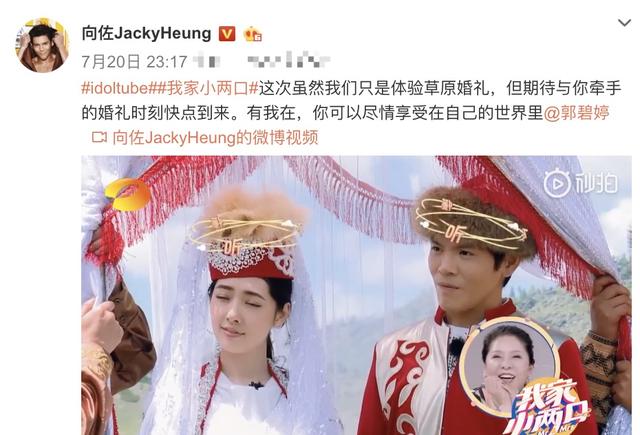 向佐JackyHeung
7月20日 23:17
#idoltube##我家小两口#这次虽然我们只是体验草原婚礼，但期待与你牵手
的婚礼时刻快点到来。有我在，你可以尽情享受在自己的世界里@郭碧婷
向佐JackyHeung的微博视频
秒拍
听
听
我家
小两口